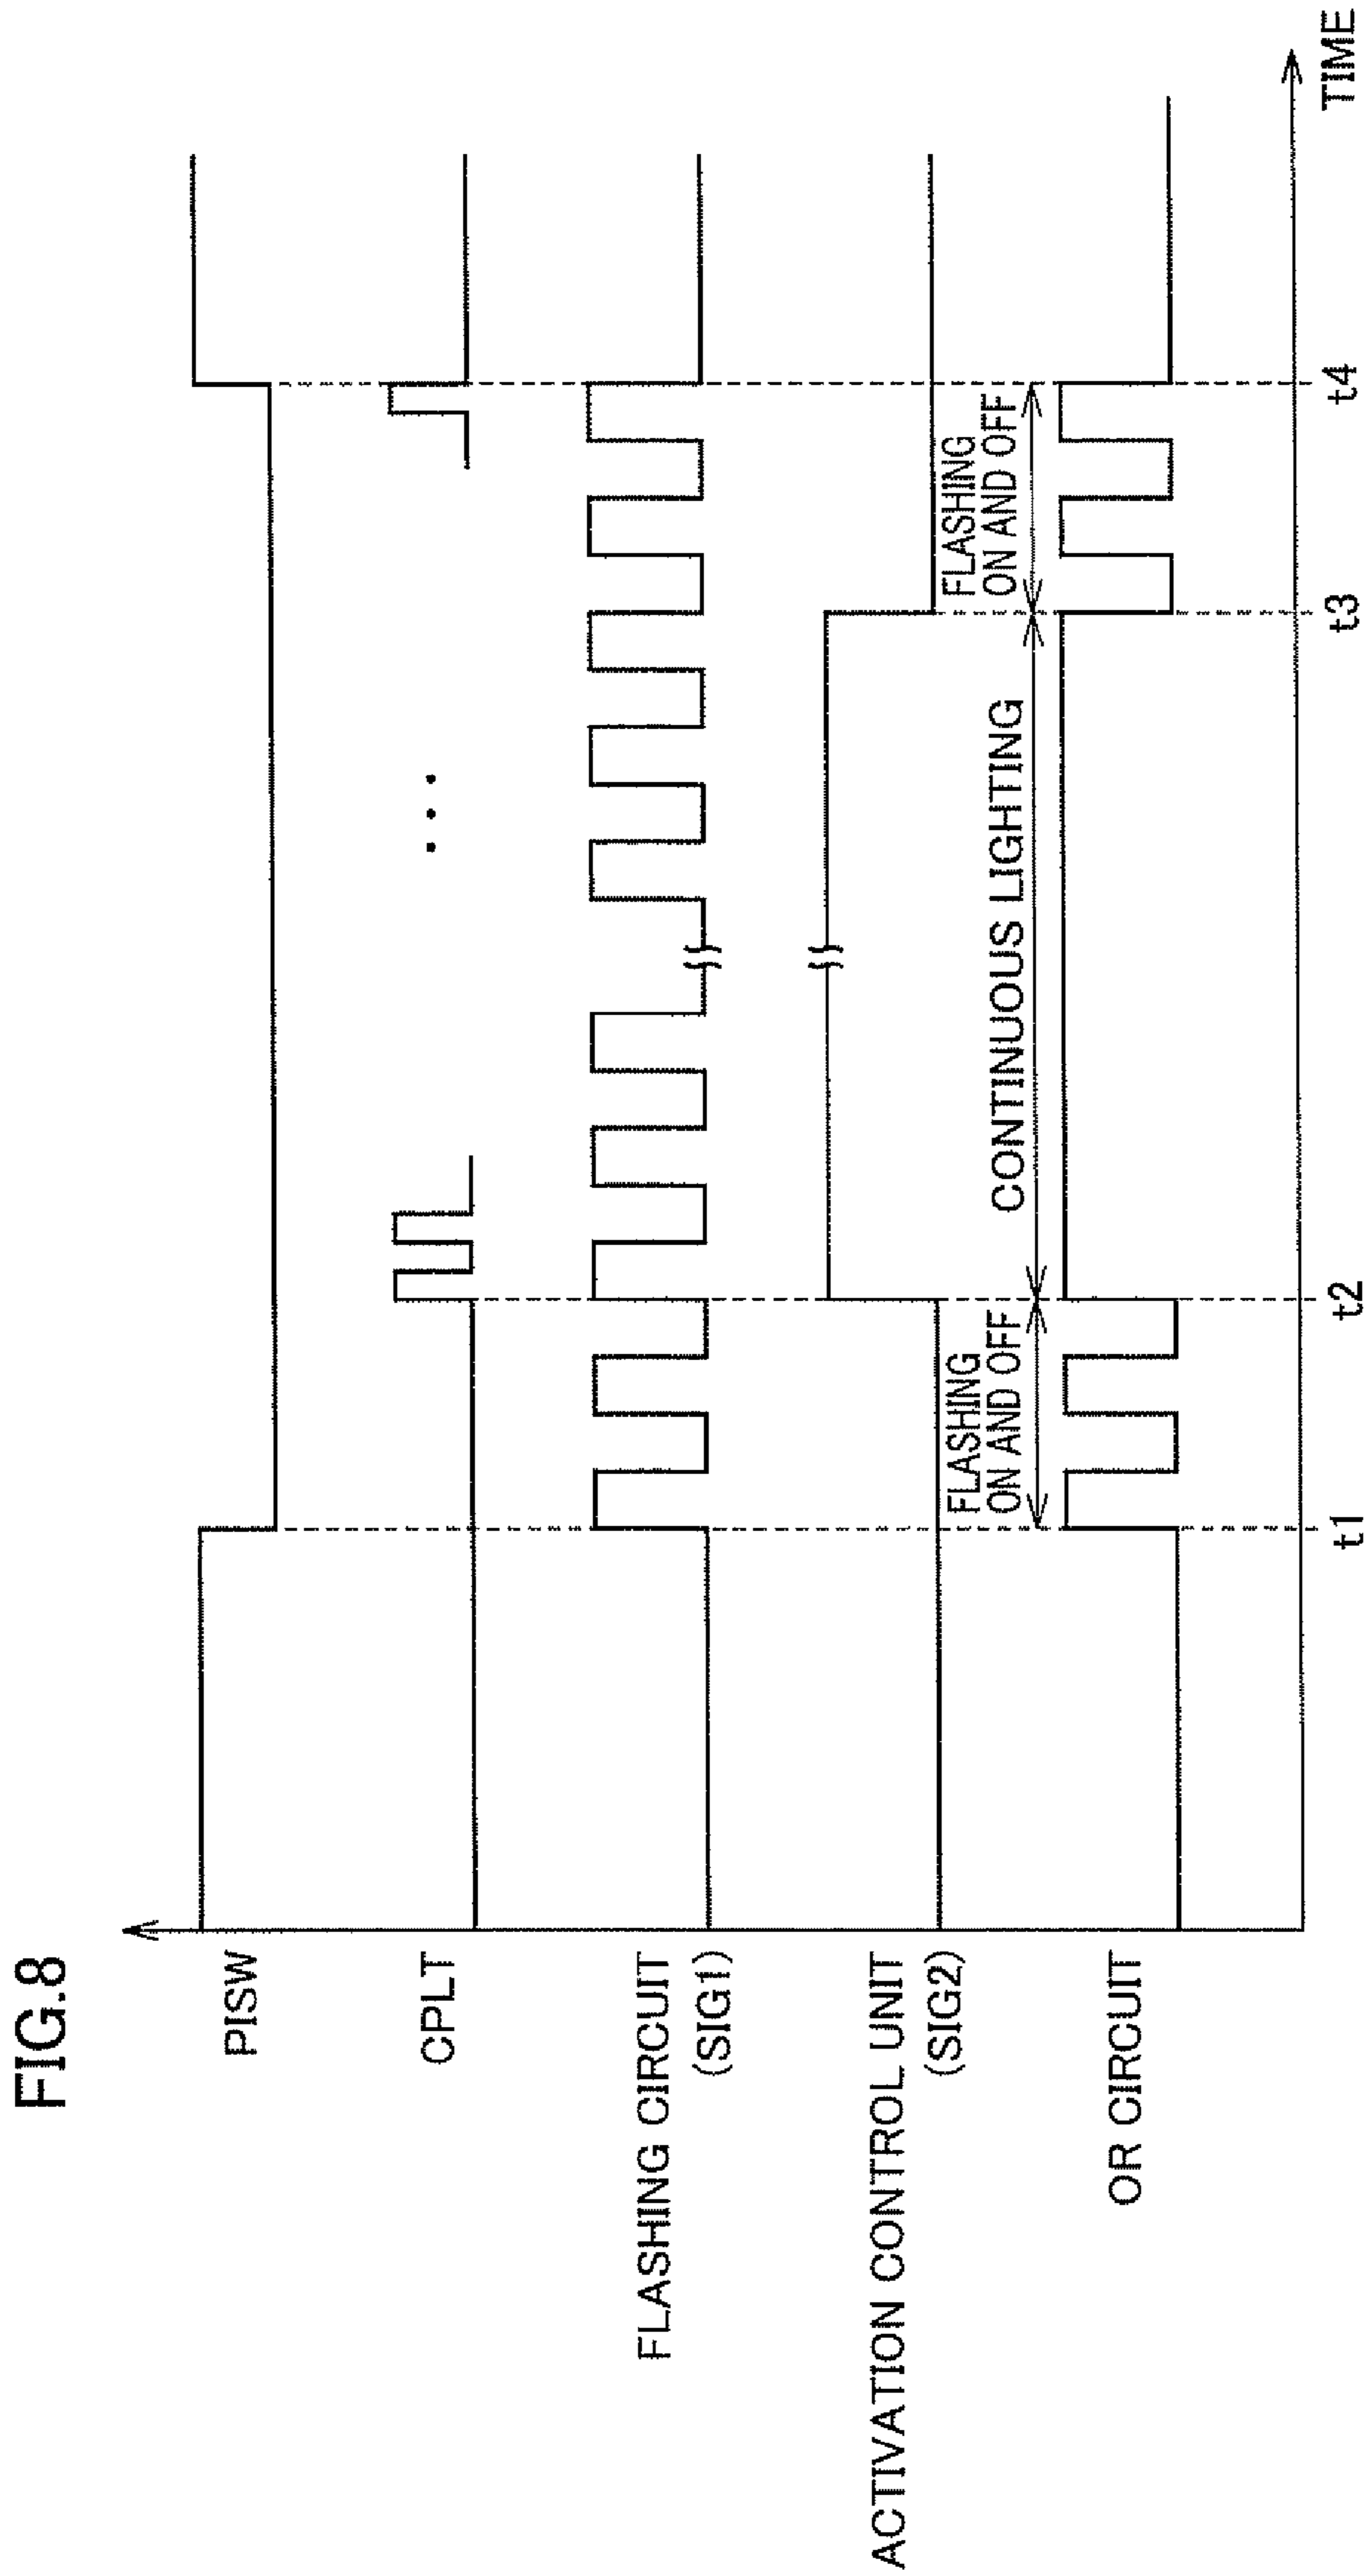 FIG.8
PISW
CPLT
FLASHING CIRCUIT
(SIG1)
ACTIVATION CONTROL UNIT
(SIG2)
FLASHING
ON AND OFF
CONTINUOUS LIGHTING
FLASHING
ON AND OFF
OR CIRCUIT
t1
t2
t3
t4
TIME